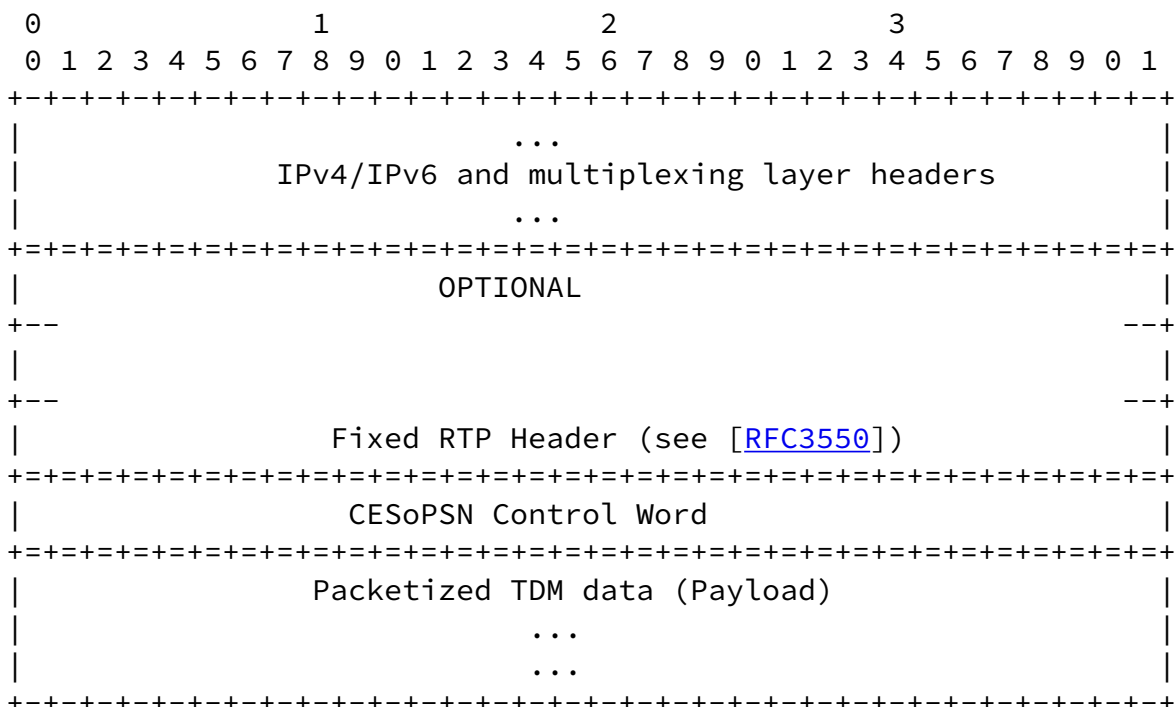 0                   1                   2                   3
 0 1 2 3 4 5 6 7 8 9 0 1 2 3 4 5 6 7 8 9 0 1 2 3 4 5 6 7 8 9 0 1
+-+-+-+-+-+-+-+-+-+-+-+-+-+-+-+-+-+-+-+-+-+-+-+-+-+-+-+-+-+-+-+-+
|                           ...                                 |
|              IPv4/IPv6 and multiplexing layer headers         |
|                           ...                                 |
+=+=+=+=+=+=+=+=+=+=+=+=+=+=+=+=+=+=+=+=+=+=+=+=+=+=+=+=+=+=+=+=+
|                       OPTIONAL                                |
+--                                                           --+
|                                                               |
+--                                                           --+
|                 Fixed RTP Header (see [RFC3550])              |
+=+=+=+=+=+=+=+=+=+=+=+=+=+=+=+=+=+=+=+=+=+=+=+=+=+=+=+=+=+=+=+=+
|                  CESoPSN Control Word                         |
+=+=+=+=+=+=+=+=+=+=+=+=+=+=+=+=+=+=+=+=+=+=+=+=+=+=+=+=+=+=+=+=+
|                Packetized TDM data (Payload)                  |
|                            ...                                |
|                            ...                                |
+-+-+-+-+-+-+-+-+-+-+-+-+-+-+-+-+-+-+-+-+-+-+-+-+-+-+-+-+-+-+-+-+